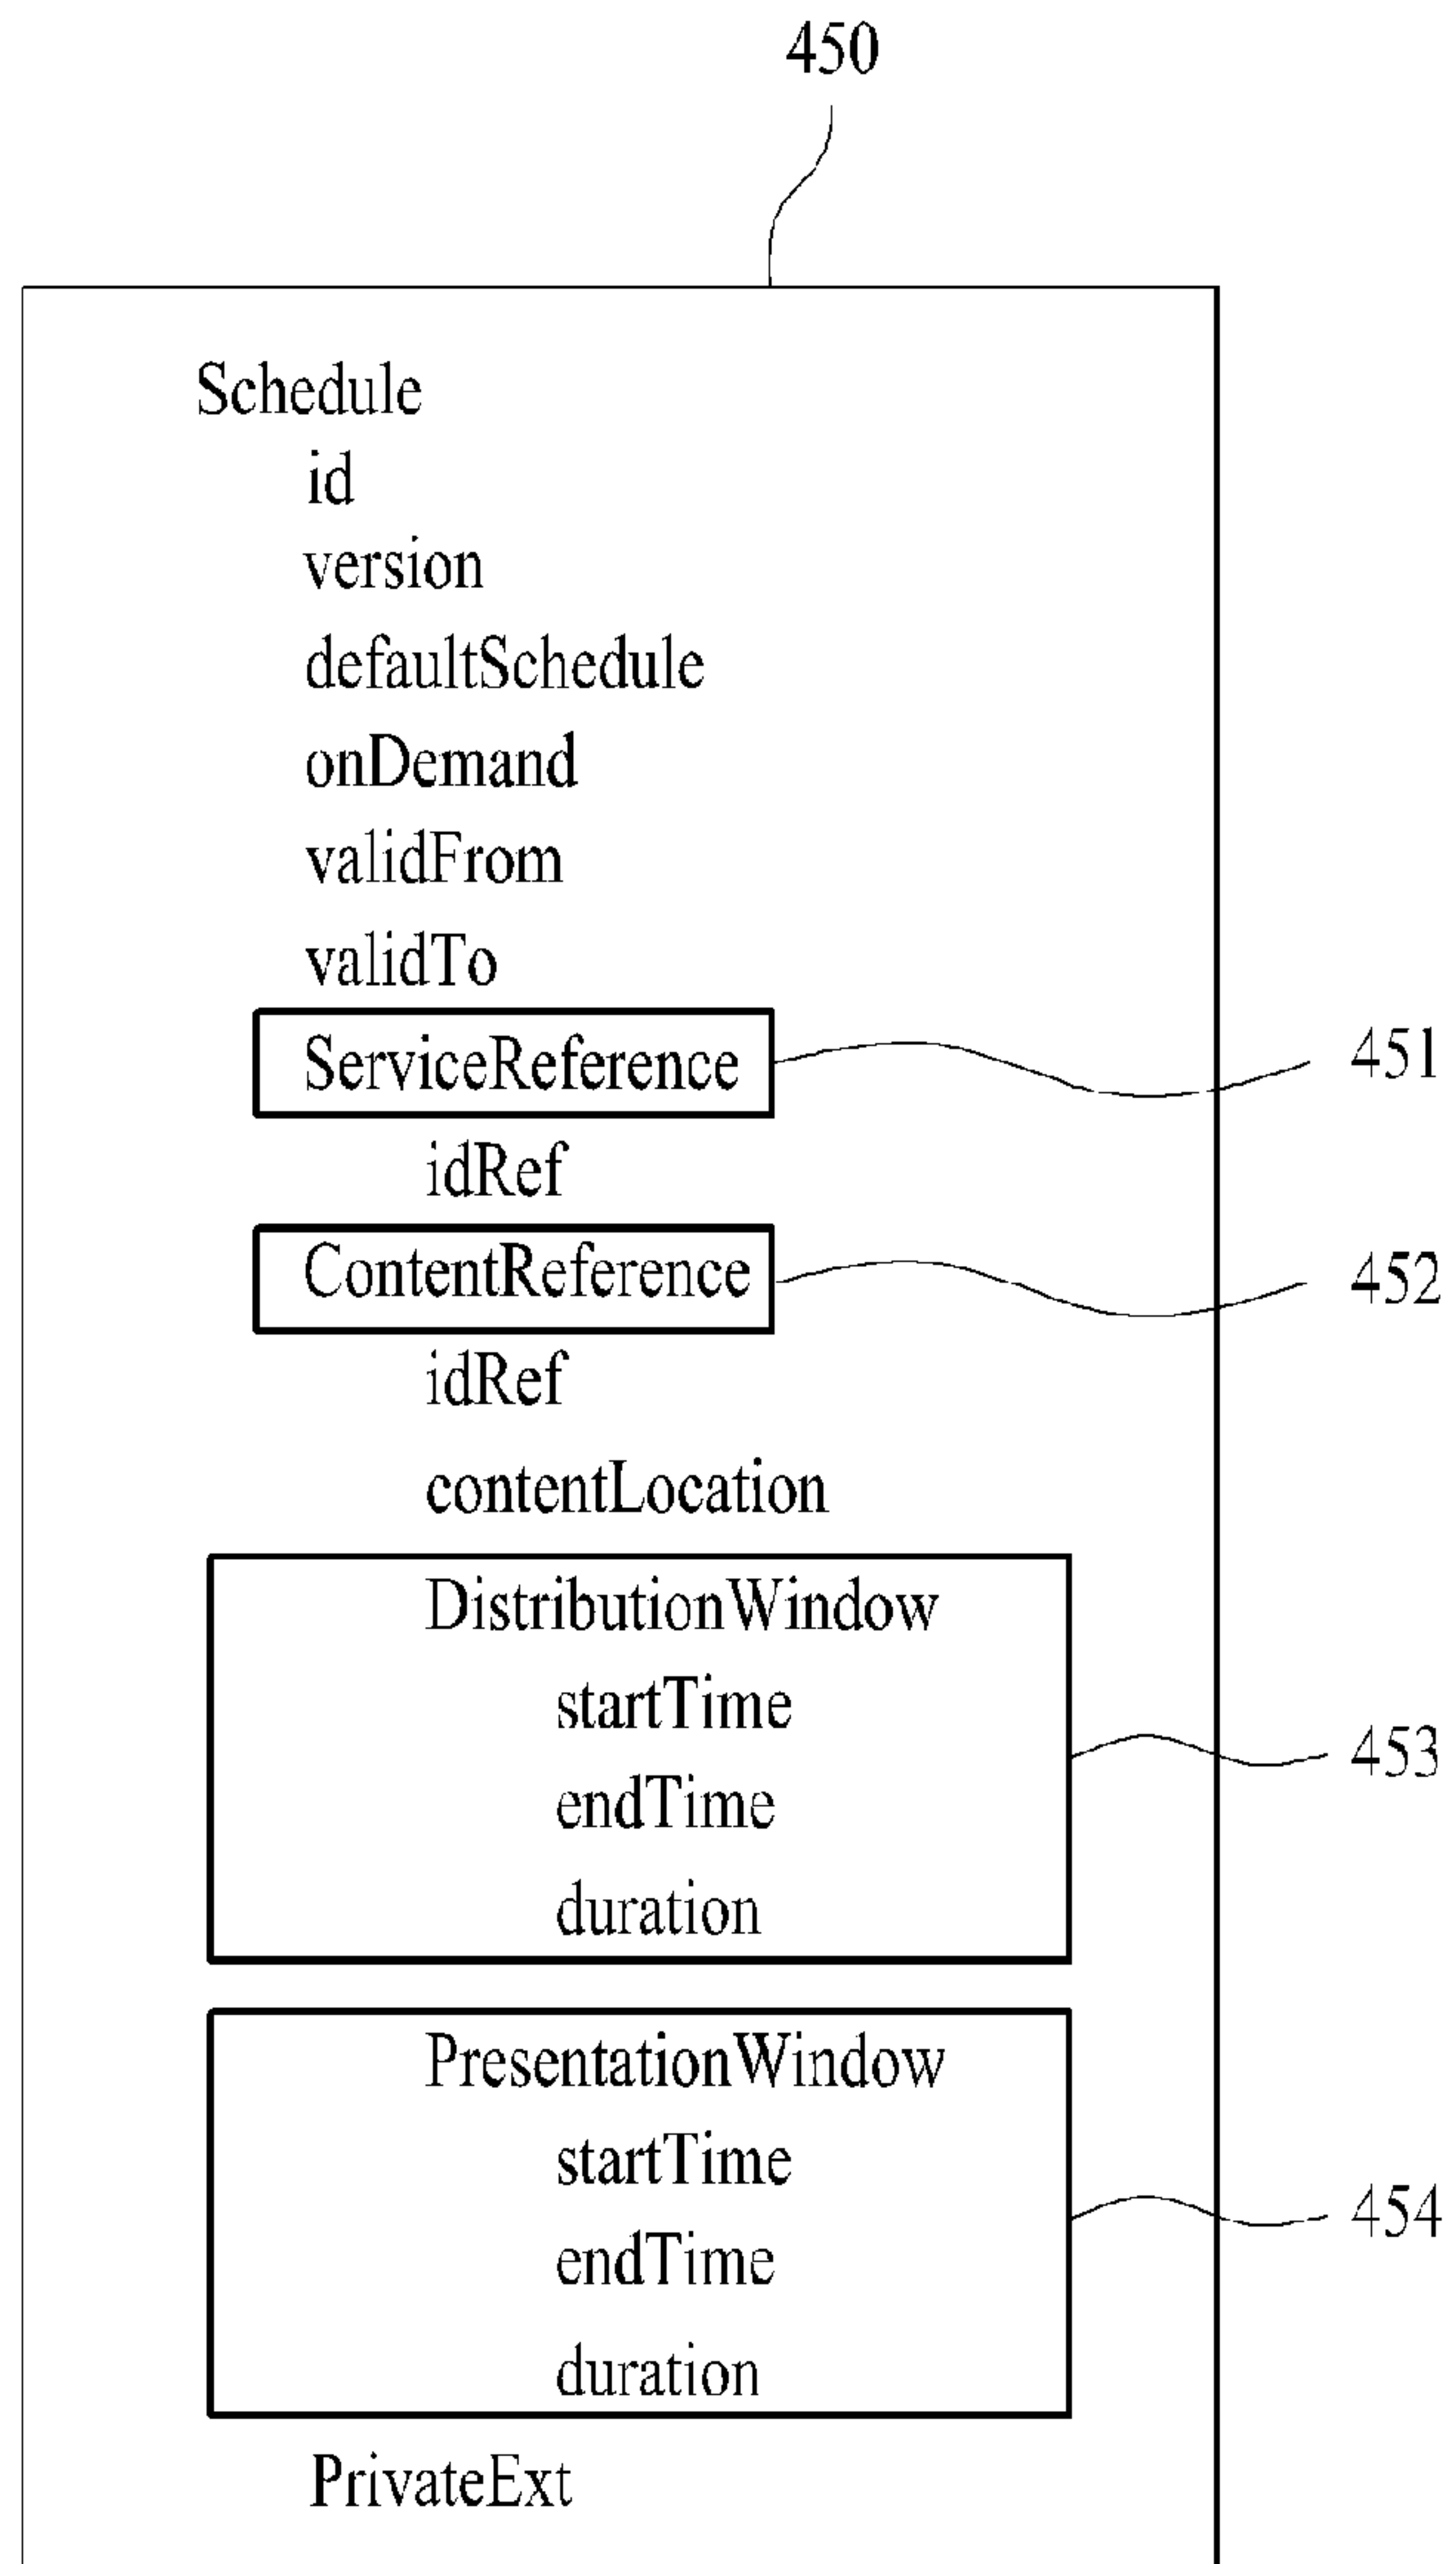 450
Schedule
id
version
defaultSchedule
onDemand
validFrom
validTo
ServiceReference 451
idRef
ContentReference 452
idRef
contentLocation
DistributionWindow
startTime
453
endTime
duration
PresentationWindow
startTime
454
endTime
duration
PrivateExt